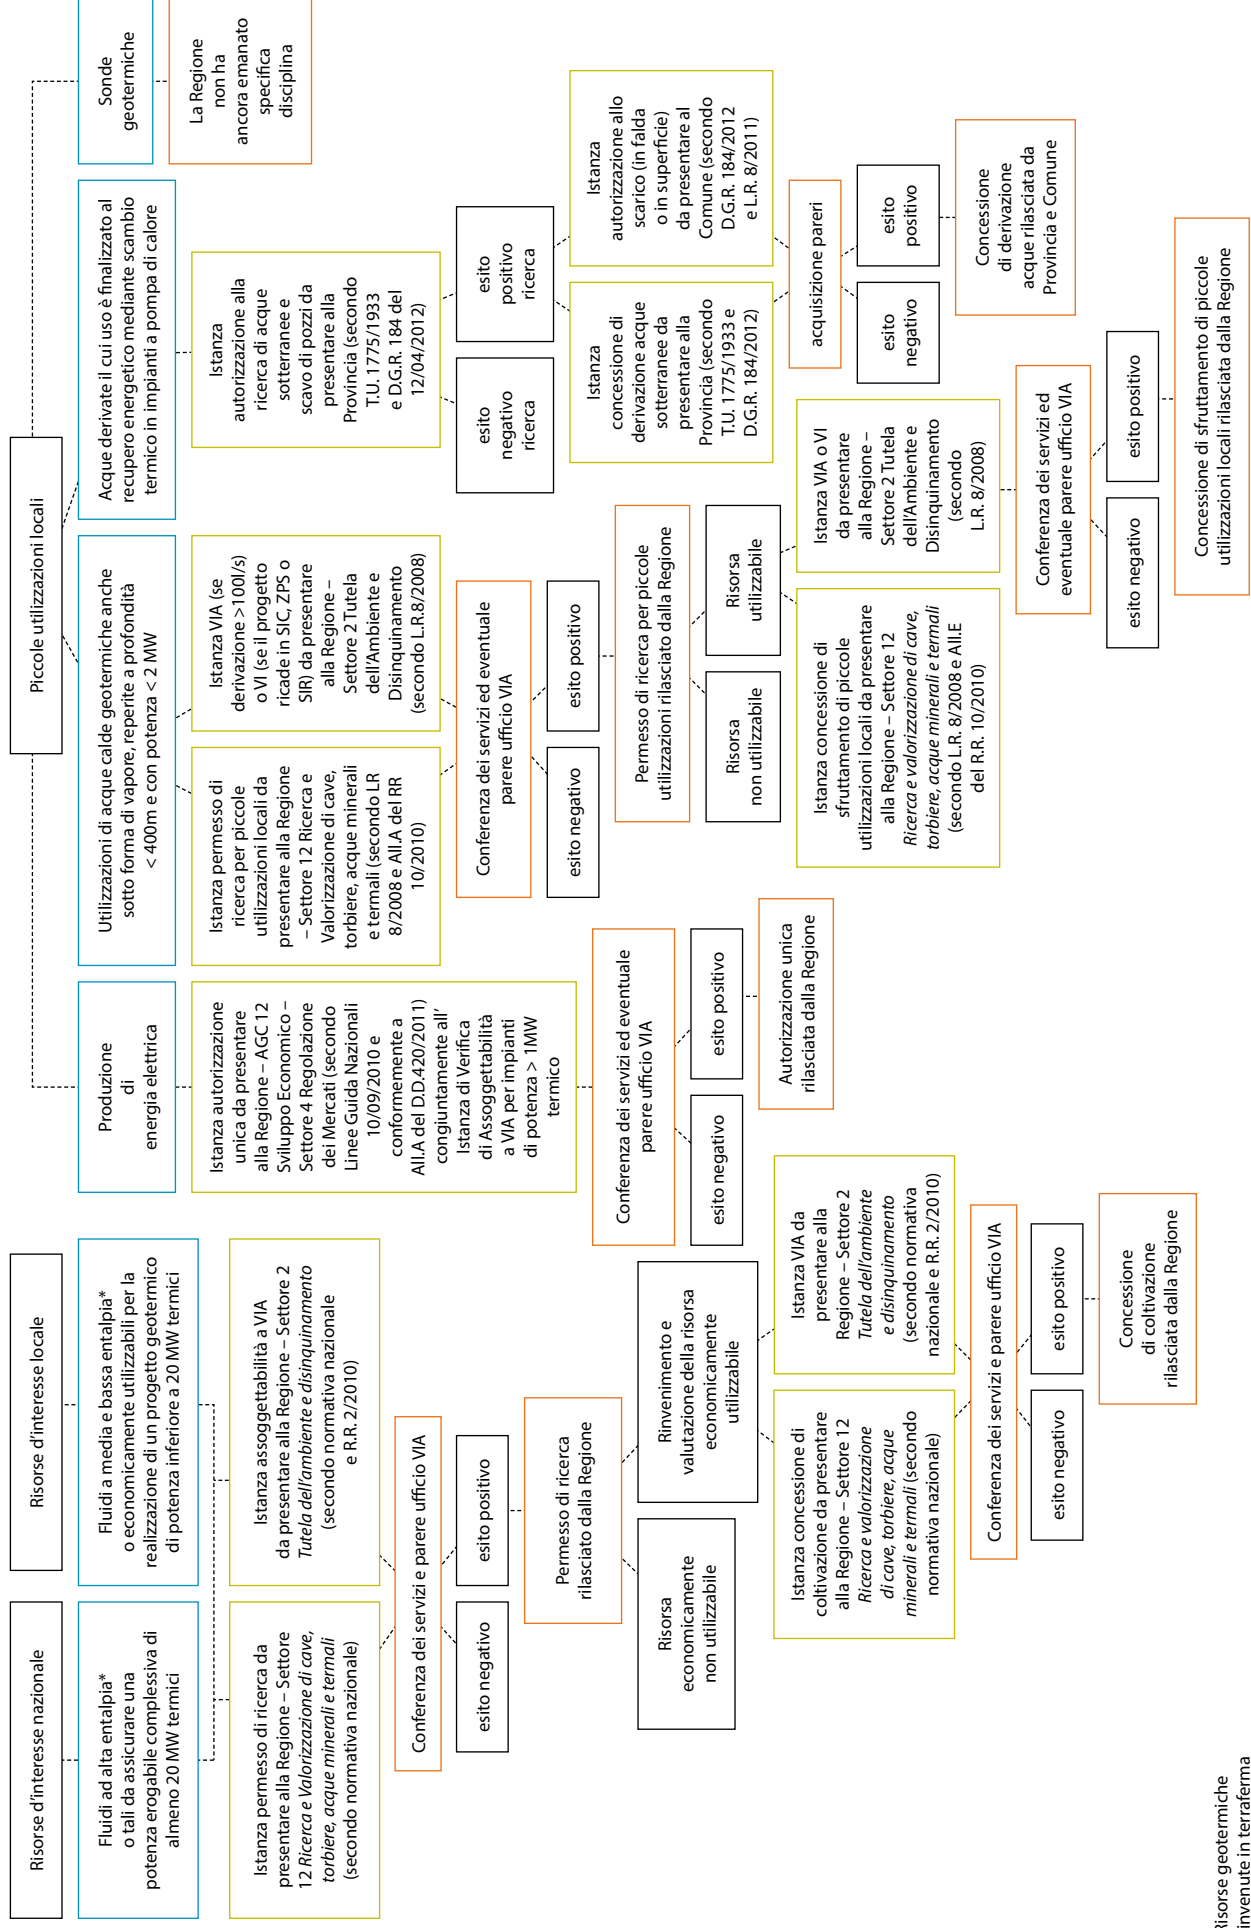 Risorse d'interesse nazionale
Fluidi ad alta entalpia*
o tali da assicurare una
potenza erogabile complessiva di
almeno 20 MW termici
Risorse d'interesse locale
Fluidi a media e bassa entalpia*
o economicamente utilizzabili per la
realizzazione di un progetto geotermico
di potenza inferiore a 20 MW termici
Istanza permesso di ricerca da
presentare alla Regione – Settore
12 Ricerca e Valorizzazione di cave,
torbiere, acque minerali e termali
(secondo normativa nazionale)
Istanza assoggettabilità a VIA
da presentare alla Regione – Settore 2
Tutela dell'ambiente e disinquinamento
(secondo normativa nazionale
e R.R. 2/2010)
Conferenza dei servizi e parere ufficio VIA
esito negativo
esito positivo
Permesso di ricerca
rilasciato dalla Regione
Risorsa
economicamente
non utilizzabile
Rinvenimento e
valutazione della risorsa
economicamente
utilizzabile
Istanza concessione di
coltivazione da presentare
alla Regione – Settore 12
Ricerca e valorizzazione
di cave, torbiere, acque
minerali e termali (secondo
normativa nazionale)
Istanza VIA da
presentare alla
Regione – Settore 2
Tutela dell'ambiente
e disinquinamento
(secondo normativa
nazionale e R.R. 2/2010)
Conferenza dei servizi e parere ufficio VIA
esito negativo
esito positivo
Concessione
di coltivazione
rilasciata dalla Regione
Piccole utilizzazioni locali
Produzione
di
energia elettrica
Istanza autorizzazione
unica da presentare
alla Regione – AGC 12
Sviluppo Economico –
Settore 4 Regolazione
dei Mercati (secondo
Linee Guida Nazionali
10/09/2010 e
conformemente a
All.A del D.D.420/2011)
congiuntamente all'
Istanza di Verifica
di Assoggettabilità
a VIA per impianti
di potenza > 1MW
termico
Conferenza dei servizi ed eventuale
parere ufficio VIA
esito negativo
esito positivo
Autorizzazione unica
rilasciata dalla Regione
Utilizzazioni di acque calde geotermiche anche
sotto forma di vapore, reperite a profondità
< 400m e con potenza < 2 MW
Istanza permesso di
ricerca per piccole
utilizzazioni locali da
presentare alla Regione
– Settore 12 Ricerca e
Valorizzazione di cave,
torbiere, acque minerali
e termali (secondo LR
8/2008 e All.A del RR
10/2010)
Istanza VIA (se
derivazione >100l/s)
o VI (se il progetto
ricade in SIC, ZPS o
SIR) da presentare
alla Regione –
Settore 2 Tutela
dell'Ambiente e
Disinquinamento
(secondo L.R.8/2008)
Conferenza dei servizi ed eventuale
parere ufficio VIA
esito negativo
esito positivo
Permesso di ricerca per piccole
utilizzazioni rilasciato dalla Regione
Risorsa
non utilizzabile
Risorsa
utilizzabile
Istanza concessione di
sfruttamento di piccole
utilizzazioni locali da presentare
alla Regione – Settore 12
Ricerca e valorizzazione di cave,
torbiere, acque minerali e termali
(secondo L.R. 8/2008 e All.E
del R.R. 10/2010)
Istanza VIA o VI
da presentare
alla Regione –
Settore 2 Tutela
dell'Ambiente e
Disinquinamento
(secondo
L.R. 8/2008)
Conferenza dei servizi ed
eventuale parere ufficio VIA
esito negativo
esito positivo
Concessione di sfruttamento di piccole
utilizzazioni locali rilasciata dalla Regione
Acque derivate il cui uso è finalizzato al
recupero energetico mediante scambio
termico in impianti a pompa di calore
Istanza
autorizzazione alla
ricerca di acque
sotterranee e
scavo di pozzi da
presentare alla
Provincia (secondo
T.U. 1775/1933
e D.G.R. 184 del
12/04/2012)
esito
negativo
ricerca
esito
positivo
ricerca
Istanza
concessione di
derivazione acque
sotterranee da
presentare alla
Provincia (secondo
T.U. 1775/1933 e
D.G.R. 184/2012)
Istanza
autorizzazione allo
scarico (in falda
o in superficie)
da presentare al
Comune (secondo
D.G.R. 184/2012
e L.R. 8/2011)
acquisizione pareri
esito
negativo
esito
positivo
Concessione
di derivazione
acque rilasciata da
Provincia e Comune
Sonde
geotermiche
La Regione
non ha
ancora emanato
specifica
disciplina
Risorse geotermiche
invenute in terraferma